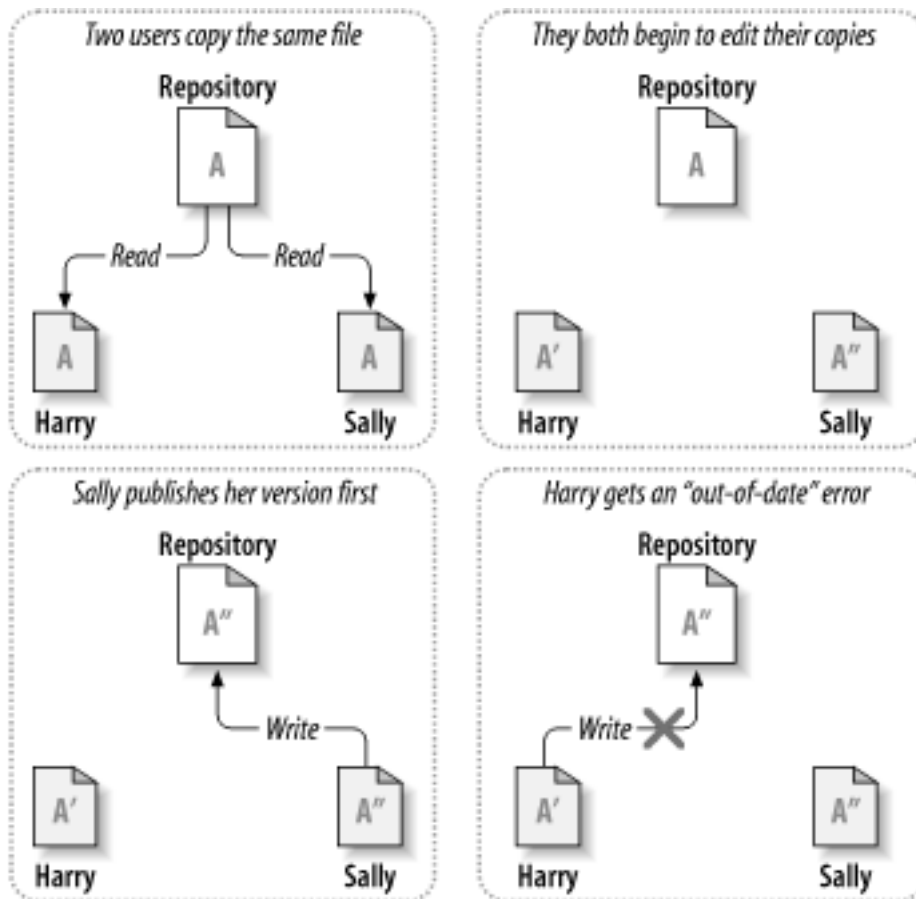 Two users copy the same file
Repository
A
Read
Read
A
A
Harry
Sally
They both begin to edit their copies
Repository
A
A'
A"
Harry
Sally
Sally publishes her version first
Repository
A"
Write
A'
A"
Harry
Sally
Harry gets an “out-of-date” error
Repository
A"
Write
A'
A"
Harry
Sally